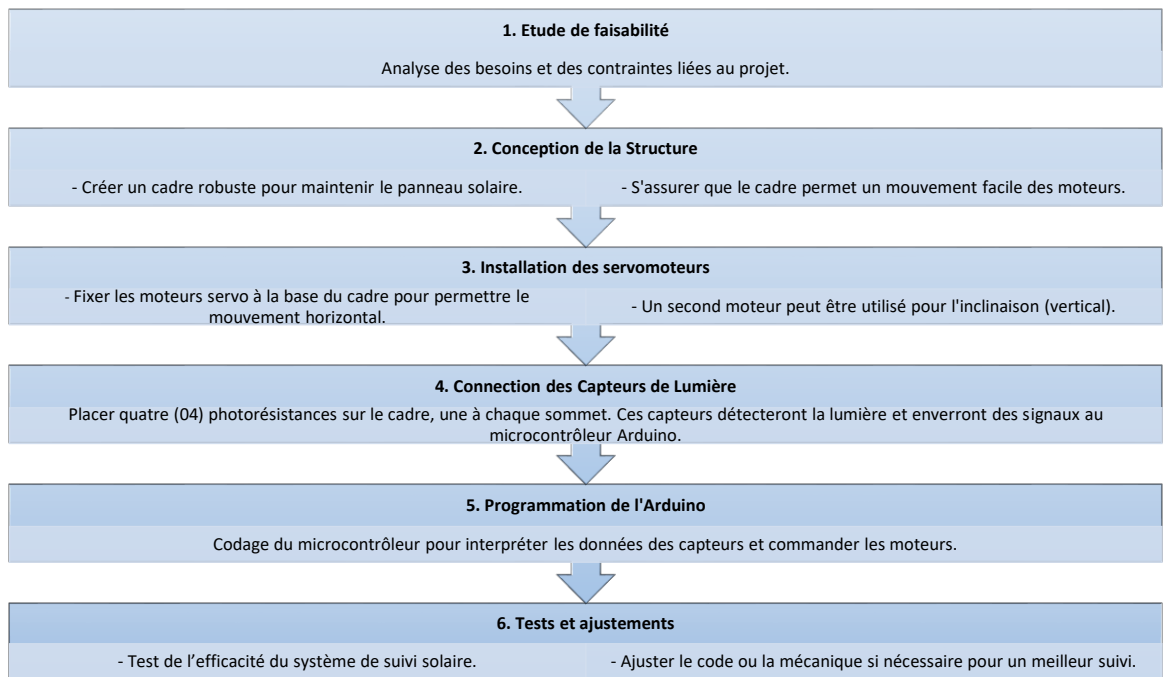 1. Etude de faisabilité
Analyse des besoins et des contraintes liées au projet.
2. Conception de la Structure
- Créer un cadre robuste pour maintenir le panneau solaire.
- S'assurer que le cadre permet un mouvement facile des moteurs.
3. Installation des servomoteurs
- Fixer les moteurs servo à la base du cadre pour permettre le
mouvement horizontal.
- Un second moteur peut être utilisé pour l'inclinaison (vertical).
4. Connection des Capteurs de Lumière
Placer quatre (04) photorésistances sur le cadre, une à chaque sommet. Ces capteurs détecteront la lumière et enverront des signaux au
microcontrôleur Arduino.
5. Programmation de l'Arduino
Codage du microcontrôleur pour interpréter les données des capteurs et commander les moteurs.
6. Tests et ajustements
- Test de l’efficacité du système de suivi solaire.
- Ajuster le code ou la mécanique si nécessaire pour un meilleur suivi.